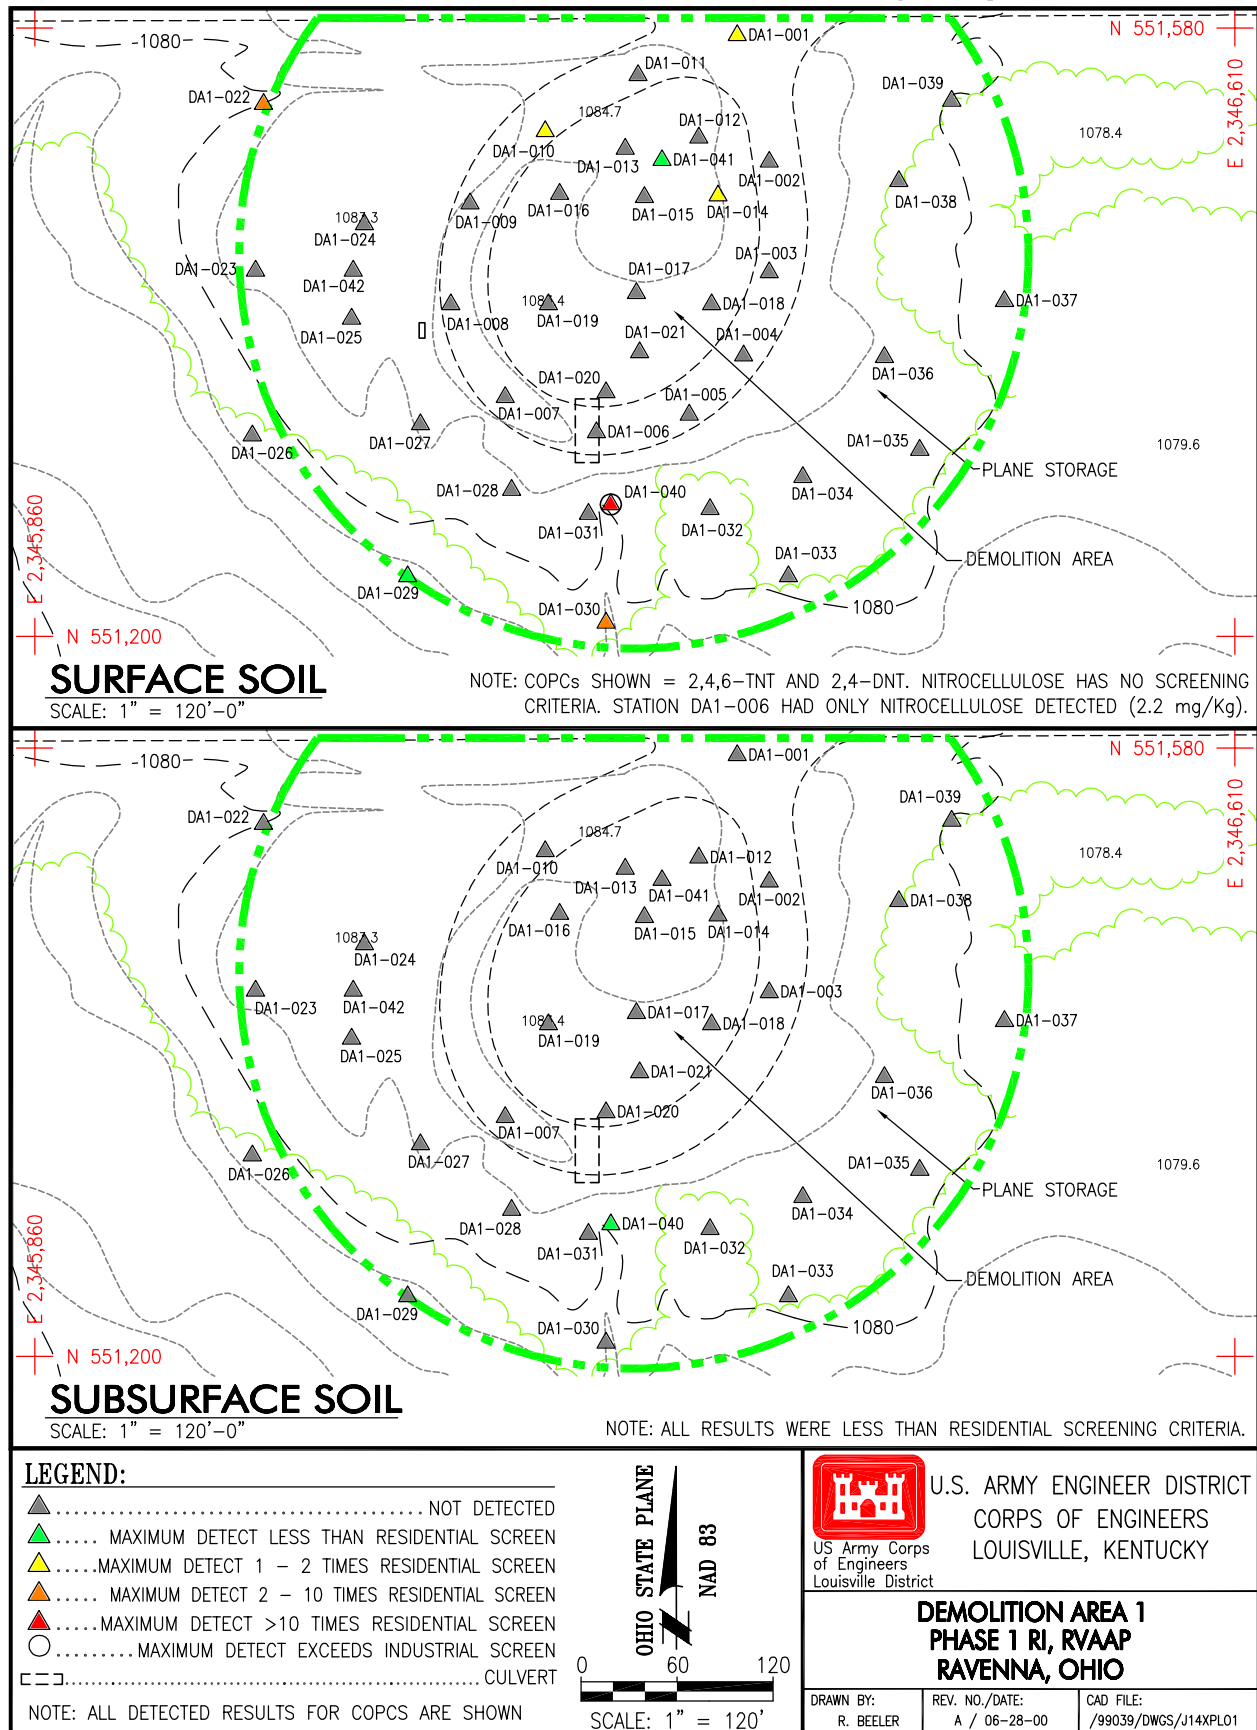 N 551,580
E 2,346,610
-1080-
DA1-001
DA1-011
DA1-022
DA1-039
1084.7
DA1-012
1078.4
DA1-010
DA1-013
DA1-041
DA1-002
DA1-038
DA1-009
DA1-016
DA1-015
DA1-014
1083.3
DA1-024
DA1-023
DA1-042
DA1-017
DA1-003
DA1-037
DA1-025
DA1-008
DA1-019
DA1-018
DA1-021
DA1-004
DA1-036
DA1-020
DA1-007
DA1-005
DA1-027
DA1-006
DA1-026
DA1-035
1079.6
PLANE STORAGE
DA1-028
DA1-040
DA1-034
DA1-031
DA1-032
DEMOLITION AREA
DA1-033
DA1-029
DA1-030
1080
E 2,345,860
N 551,200
SURFACE SOIL
SCALE: 1" = 120'-0"
NOTE: COPCs SHOWN = 2,4,6-TNT AND 2,4-DNT. NITROCELLULOSE HAS NO SCREENING
CRITERIA. STATION DA1-006 HAD ONLY NITROCELLULOSE DETECTED (2.2 mg/Kg).
N 551,580
E 2,346,610
-1080-
DA1-001
DA1-022
DA1-039
1084.7
DA1-012
1078.4
DA1-010
DA1-013
DA1-041
DA1-002
DA1-038
DA1-016
DA1-015
DA1-014
DA1-024
DA1-023
DA1-042
DA1-003
DA1-017
DA1-018
DA1-037
DA1-025
DA1-019
DA1-021
DA1-036
DA1-020
DA1-007
DA1-027
DA1-026
DA1-035
1079.6
PLANE STORAGE
DA1-028
DA1-040
DA1-034
DA1-031
DA1-032
DEMOLITION AREA
DA1-033
DA1-029
DA1-030
1080
E 2,345,860
N 551,200
SUBSURFACE SOIL
SCALE: 1" = 120'-0"
NOTE: ALL RESULTS WERE LESS THAN RESIDENTIAL SCREENING CRITERIA.
LEGEND:
NOT DETECTED
MAXIMUM DETECT LESS THAN RESIDENTIAL SCREEN
MAXIMUM DETECT 1 - 2 TIMES RESIDENTIAL SCREEN
MAXIMUM DETECT 2 - 10 TIMES RESIDENTIAL SCREEN
MAXIMUM DETECT >10 TIMES RESIDENTIAL SCREEN
MAXIMUM DETECT EXCEEDS INDUSTRIAL SCREEN
CULVERT
NOTE: ALL DETECTED RESULTS FOR COPCS ARE SHOWN
OHIO STATE PLANE
NAD 83
0 60 120
SCALE: 1" = 120'
US Army Corps
of Engineers
Louisville District
U.S. ARMY ENGINEER DISTRICT
CORPS OF ENGINEERS
LOUISVILLE, KENTUCKY
DEMOLITION AREA 1
PHASE 1 RI, RVAAP
RAVENNA, OHIO
DRAWN BY:
R. BEELER
REV. NO./DATE:
A / 06-28-00
CAD FILE:
/99039/DWGS/J14XPL01